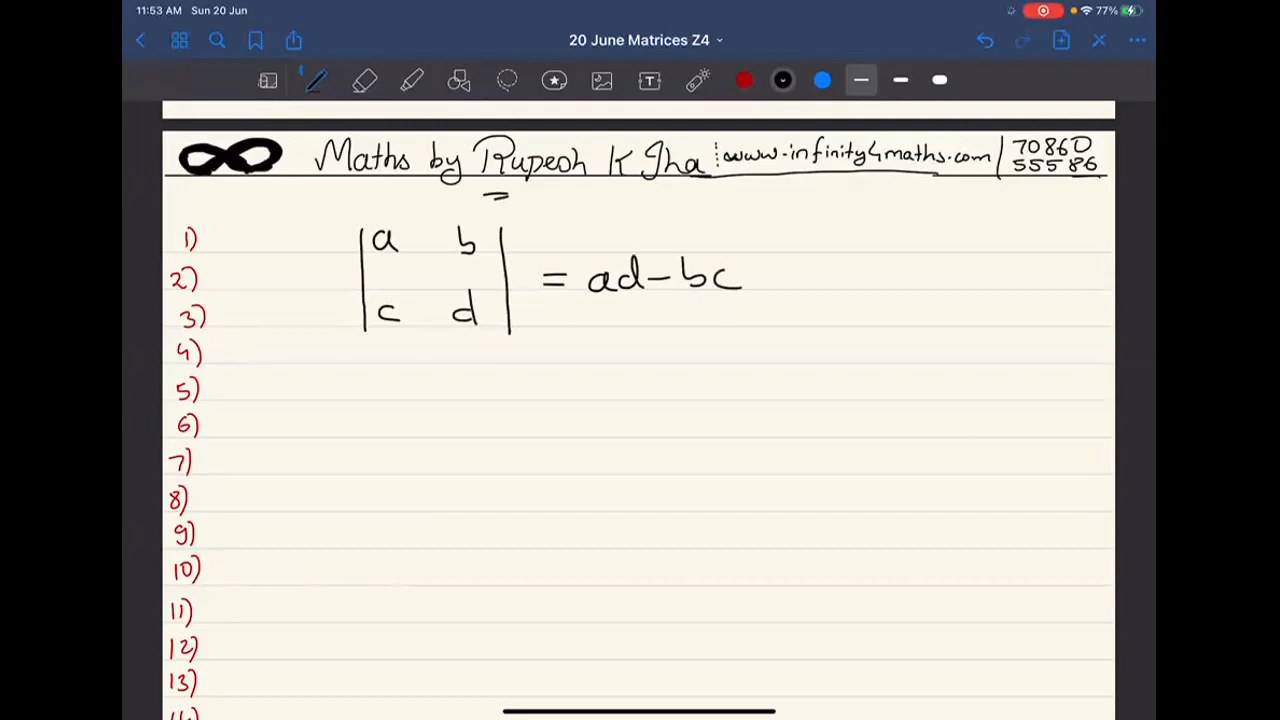 11:53 AM Sun 20 Jun
77%
20 June Matrices Z4
Maths by Rupesh K Jha www.infinity4maths.com 70860 55586
1)
2)
3)
a b
c d
= ad-bc
4)
5)
6)
7)
8)
9)
10)
11)
12)
13)